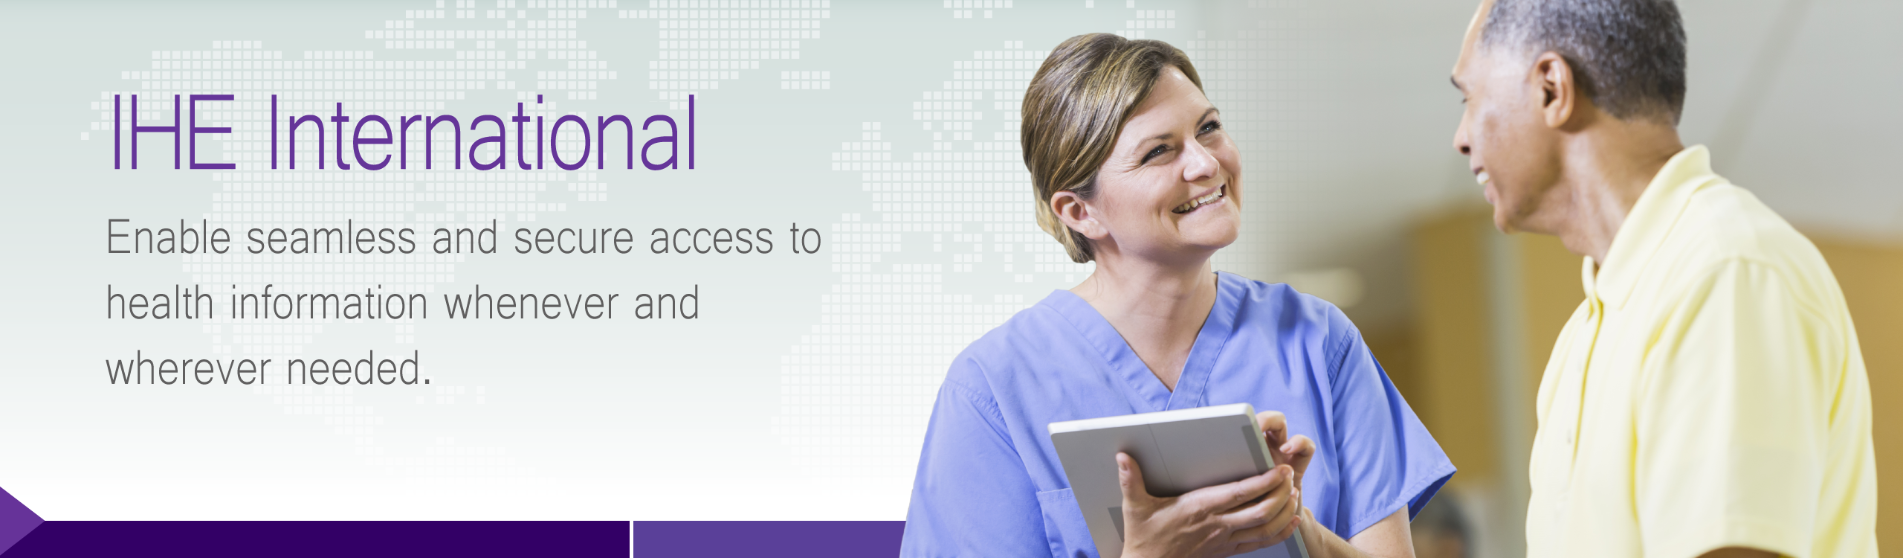 IHE International
Enable seamless and secure access to
health information whenever and
wherever needed.